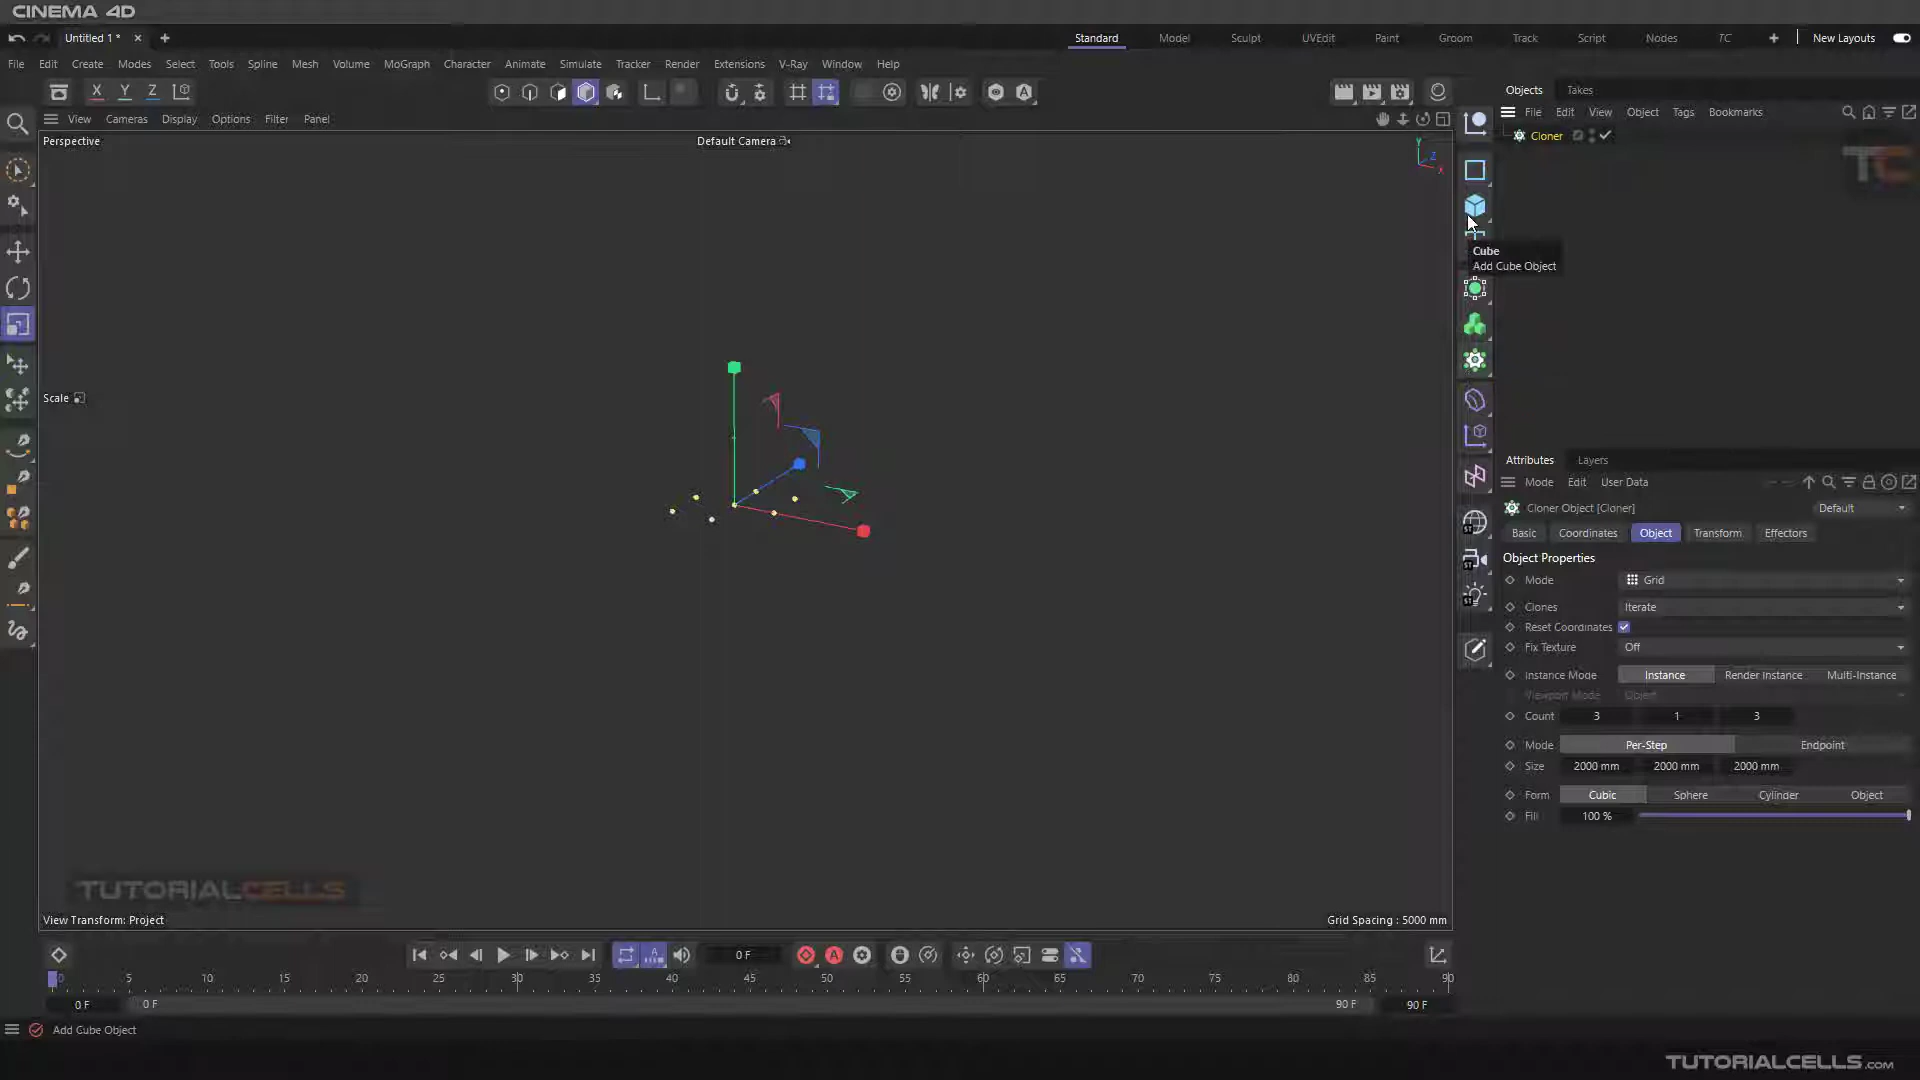 CINEMA 4D
Untitled 1 *
Standard Model Sculpt UVEdit Paint Groom Track Script Nodes TC New Layouts
File Edit Create Modes Select Tools Spline Mesh Volume MoGraph Character Animate Simulate Tracker Render Extensions V-Ray Window Help
X Y Z
Objects Takes
View Cameras Display Options Filter Panel
File Edit View Object Tags Bookmarks
Perspective
Default Camera
Y
Z
X
Cloner
TC
Cube
Add Cube Object
Scale
Attributes Layers
Mode Edit User Data
Cloner Object [Cloner]
Default
Basic Coordinates Object Transform Effectors
Object Properties
Mode Grid
Clones Iterate
Reset Coordinates
Fix Texture Off
Instance Mode Instance Render Instance Multi-Instance
Viewport Mode Object
Count 3 1 3
Mode Per-Step Endpoint
Size 2000 mm 2000 mm 2000 mm
Form Cubic Sphere Cylinder Object
Fill 100 %
TUTORIALCELLS
View Transform: Project
Grid Spacing : 5000 mm
0 F
0 5 10 15 20 25 30 35 40 45 50 55 60 65 70 75 80 85 90
0 F 0 F 90 F 90 F
Add Cube Object
TUTORIALCELLS.COM